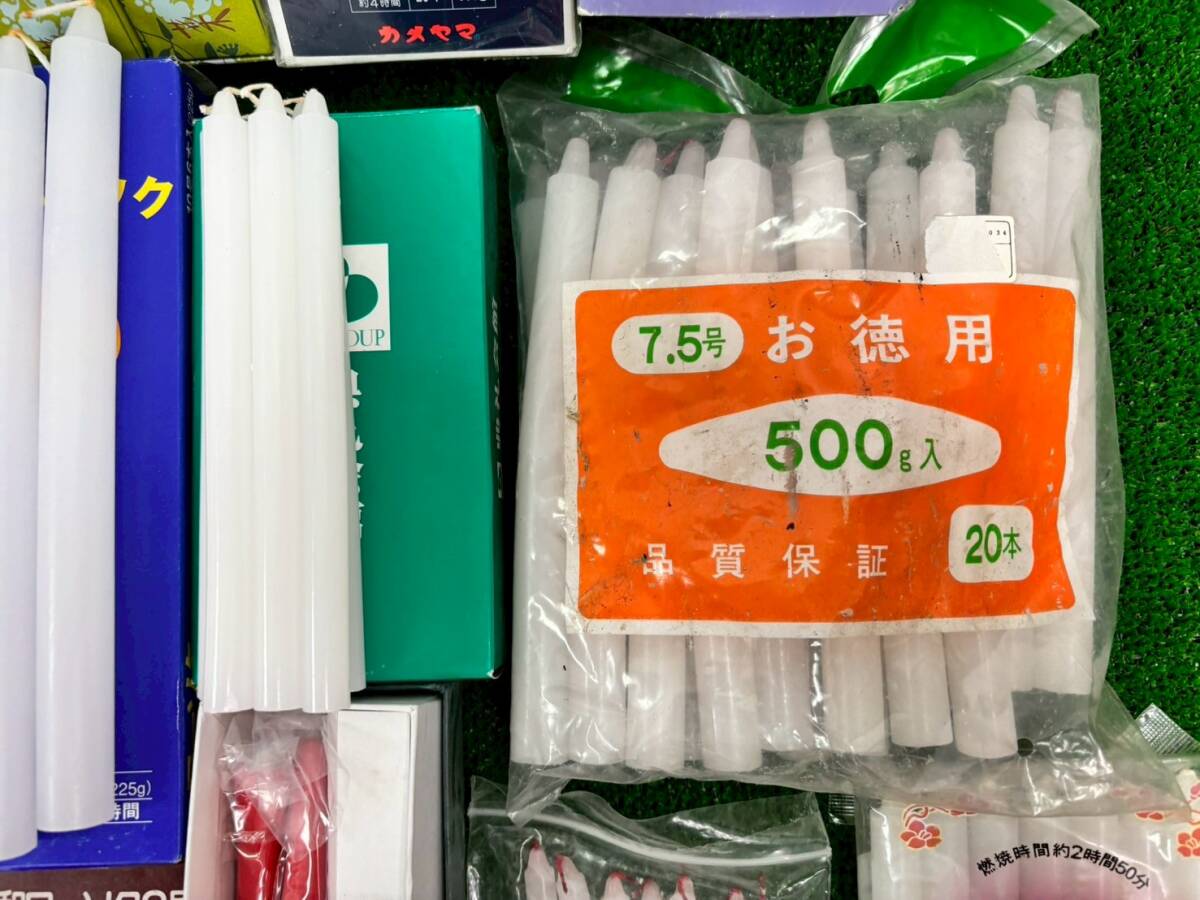 約4時間
カメヤマ
ック
OUP
7.5号 お徳用
500g入
品質保証
20本
225g)
時間
燃焼時間約2時間50分